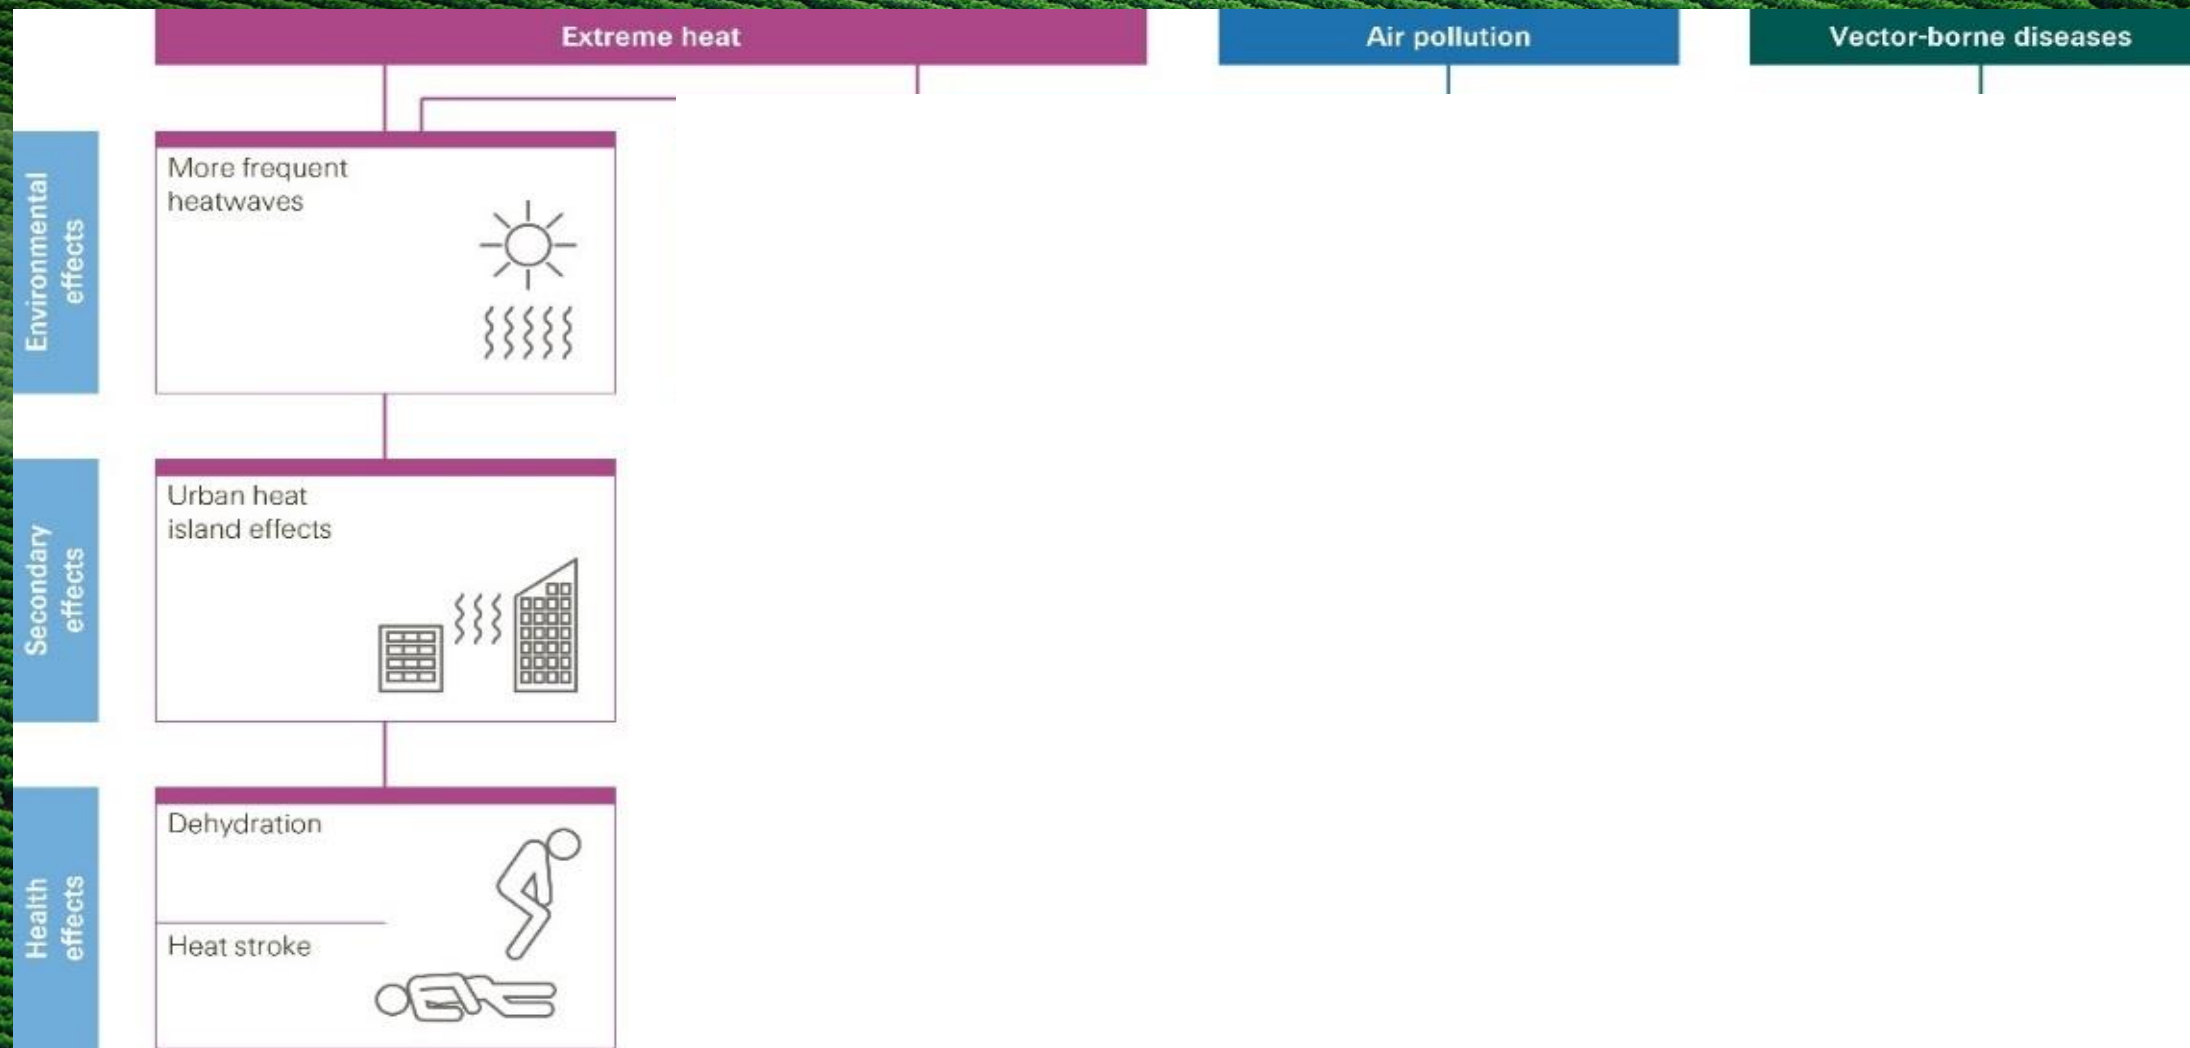 Extreme heat
Air pollution
Vector-borne diseases
Environmental
effects
More frequent
heatwaves
Secondary
effects
Urban heat
island effects
Health
effects
Dehydration
Heat stroke